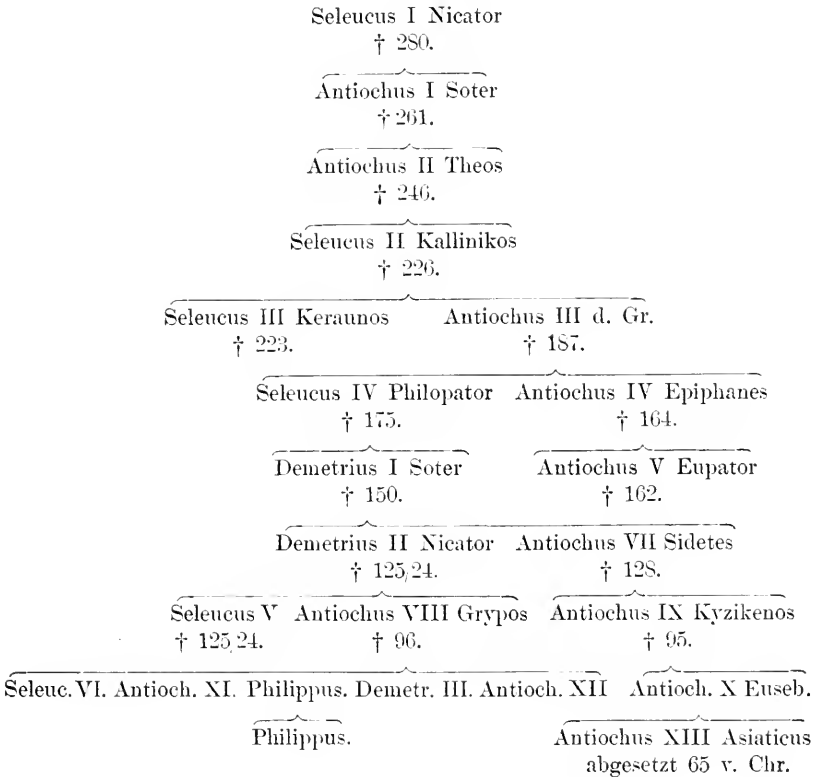 Seleucus I Nicator
† 280.
Antiochus I Soter
† 261.
Antiochus II Theos
† 246.
Seleucus II Kallinikos
† 226.
Seleucus III Keraunos Antiochus III d. Gr.
† 223. † 187.
Seleucus IV Philopator Antiochus IV Epiphanes
† 175. † 164.
Demetrius I Soter Antiochus V Eupator
† 150. † 162.
Demetrius II Nicator Antiochus VII Sidetes
† 125/24. † 128.
Seleucus V Antiochus VIII Grypos Antiochus IX Kyzikenos
† 125/24. † 96. † 95.
Seleuc. VI. Antioch. XI. Philippus. Demetr. III. Antioch. XII Antioch. X Euseb.
Philippus. Antiochus XIII Asiaticus
abgesetzt 65 v. Chr.